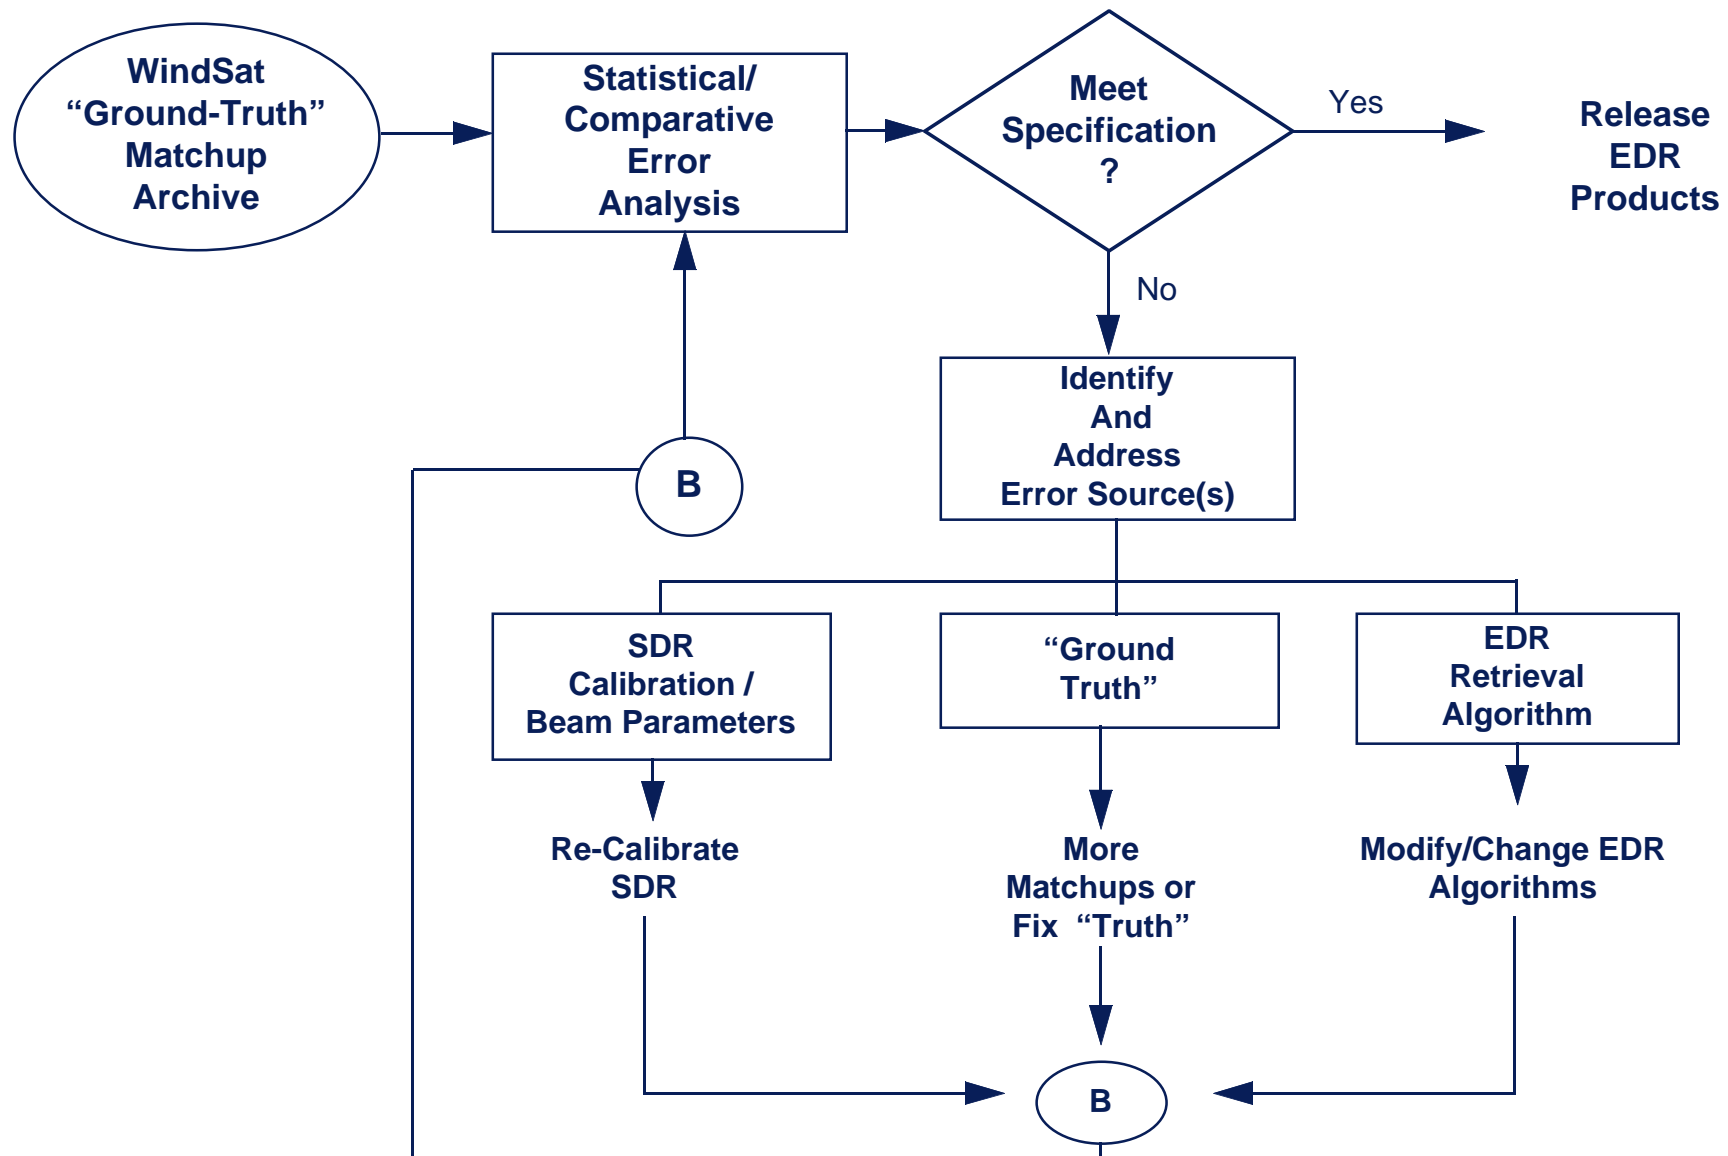 WindSat
“Ground-Truth”
Matchup
Archive
Statistical/
Comparative
Error
Analysis
Meet
Specification
?
Yes
Release
EDR
Products
No
Identify
And
Address
Error Source(s)
B
SDR
Calibration /
Beam Parameters
“Ground
Truth”
EDR
Retrieval
Algorithm
Re-Calibrate
SDR
More
Matchups or
Fix “Truth”
Modify/Change EDR
Algorithms
B